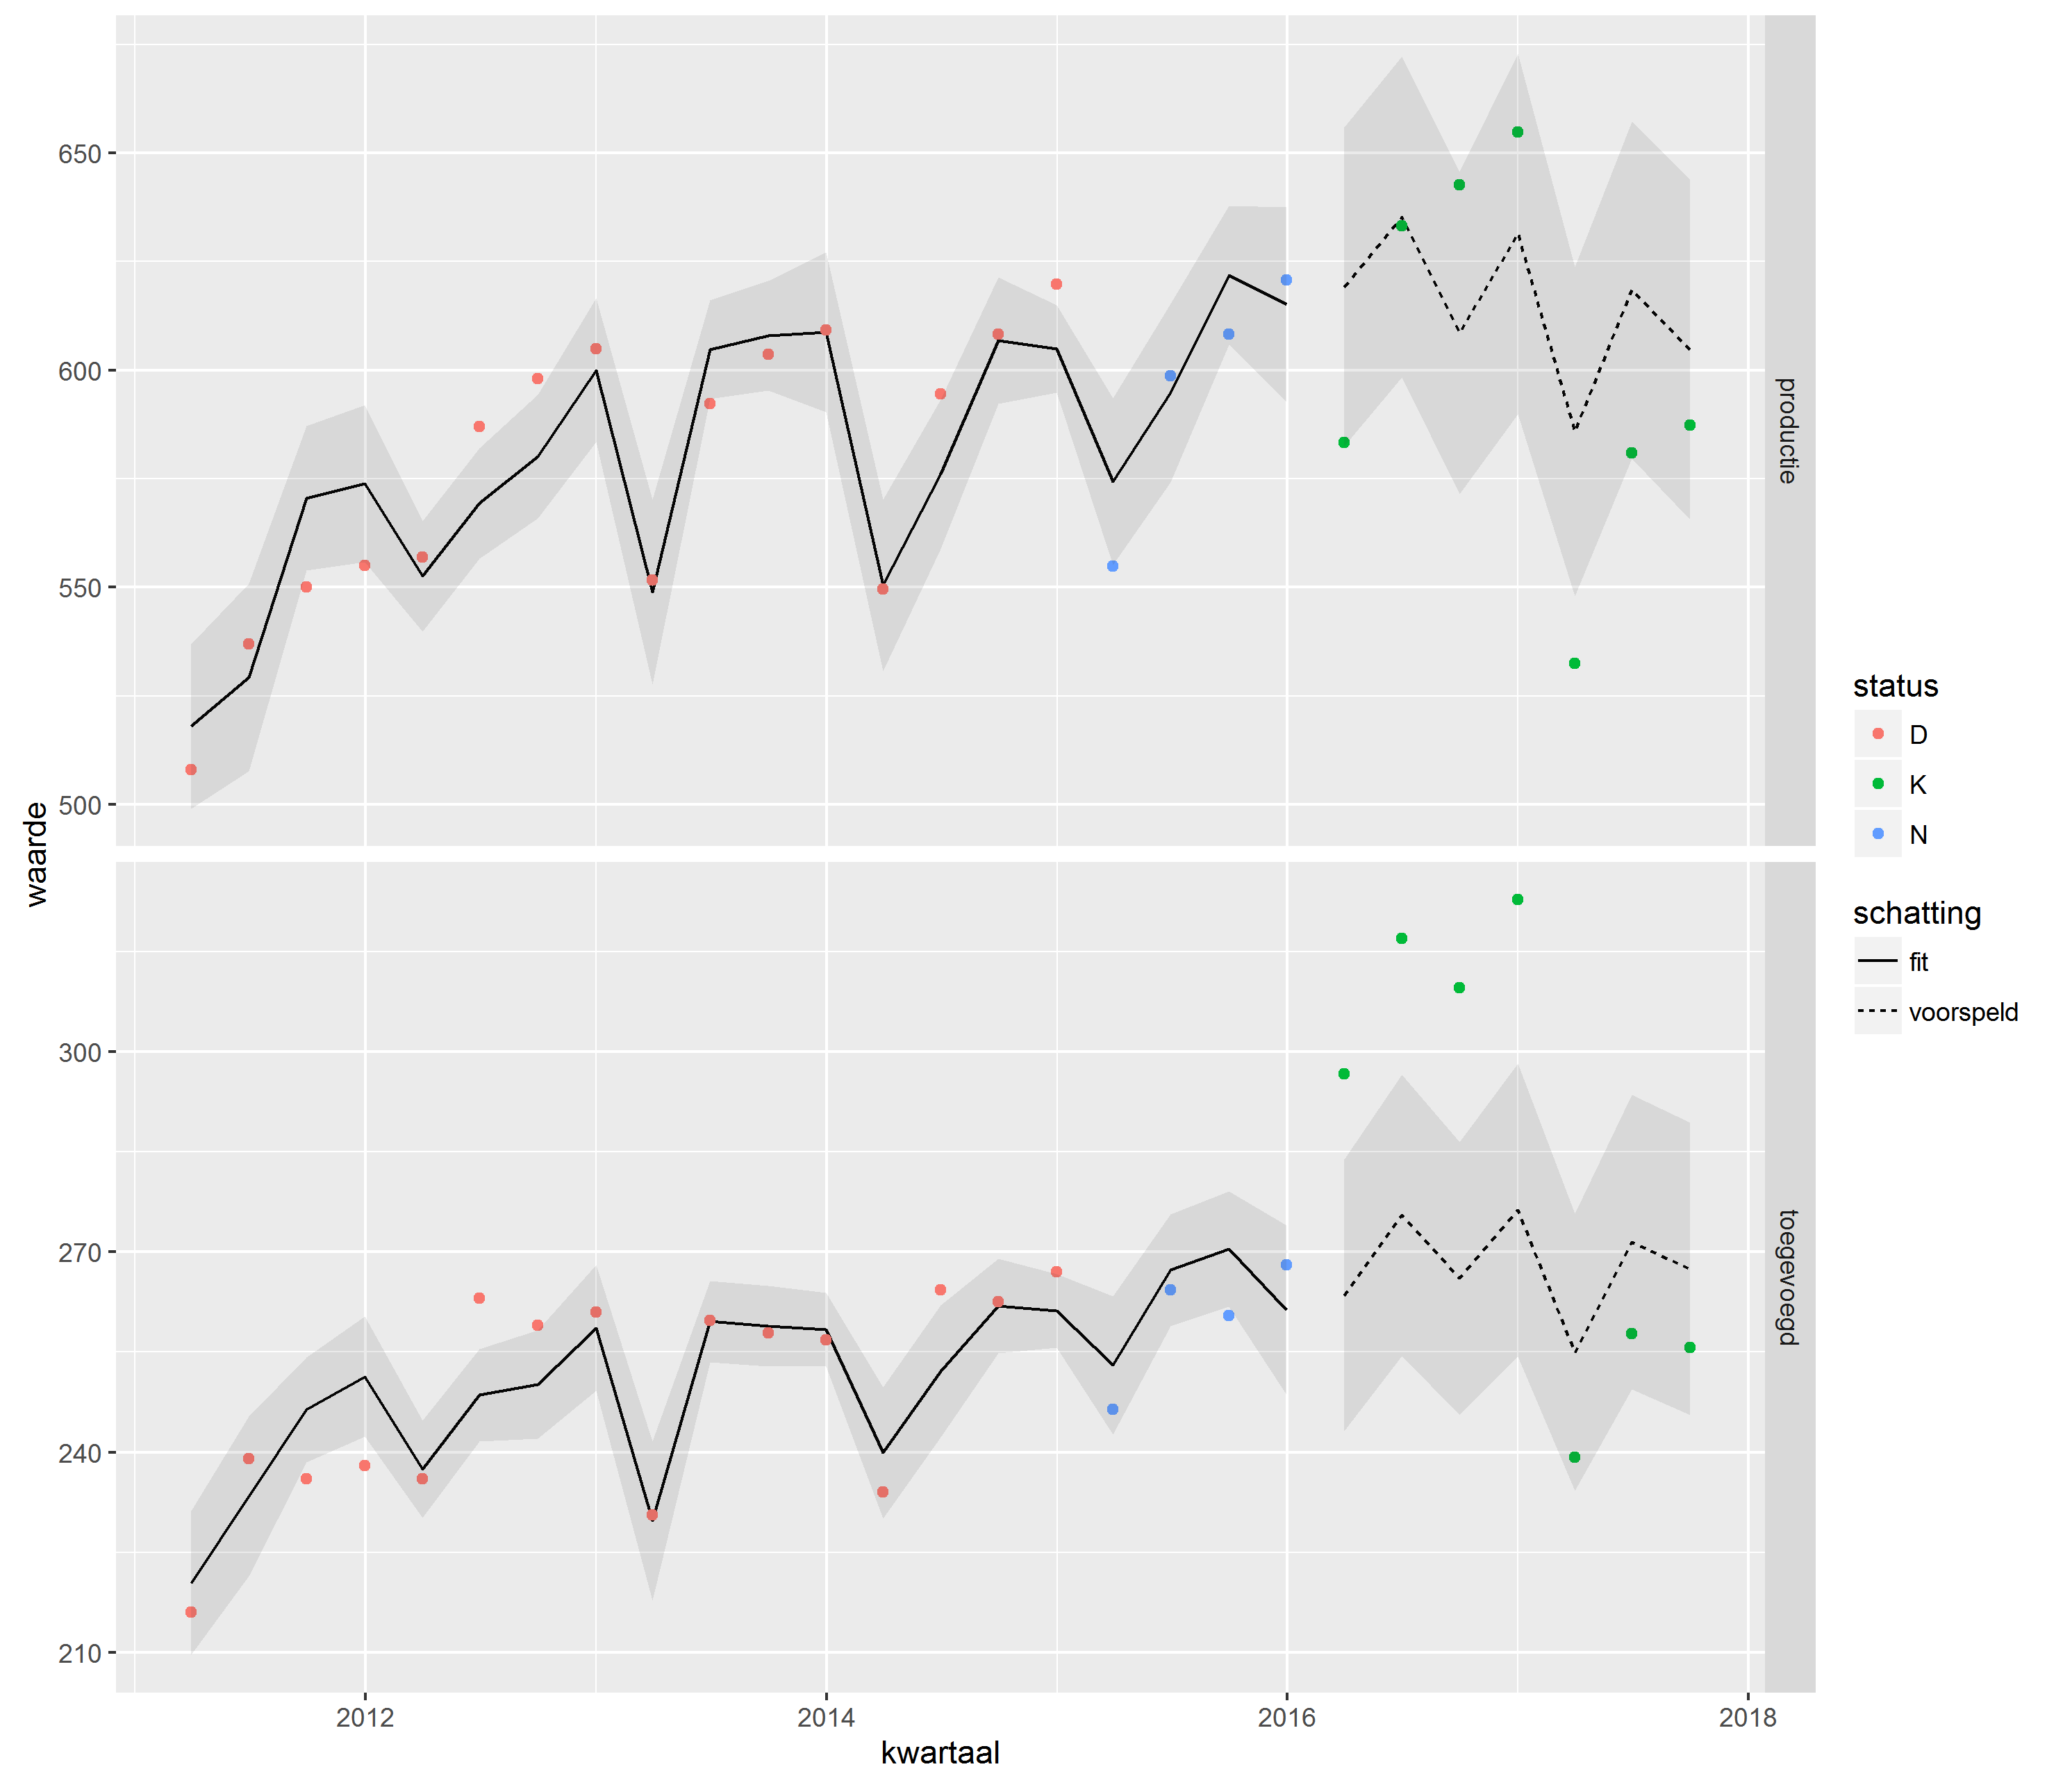 650
600
550
500
productie
waarde
300
270
240
210
toegevoegd
2012
2014
2016
2018
kwartaal
status
D
K
N
schatting
fit
voorspeld